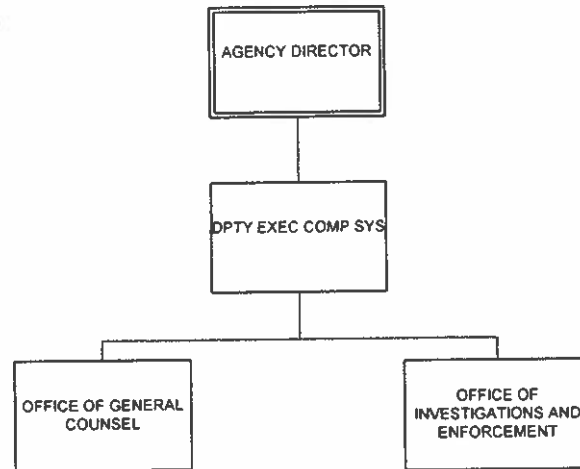 AGENCY DIRECTOR
DPTY EXEC COMP SYS
OFFICE OF GENERAL
COUNSEL
OFFICE OF
INVESTIGATIONS AND
ENFORCEMENT